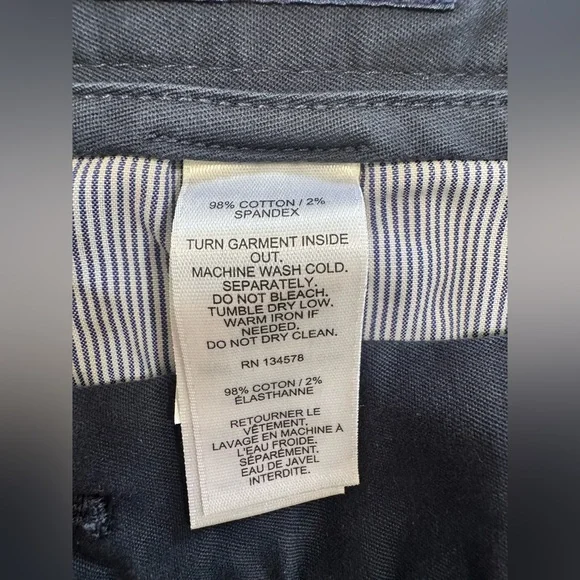 98% COTTON / 2%
SPANDEX
TURN GARMENT INSIDE
OUT.
MACHINE WASH COLD.
SEPARATELY.
DO NOT BLEACH.
TUMBLE DRY LOW.
WARM IRON IF
NEEDED.
DO NOT DRY CLEAN.
RN 134578
98% COTON / 2%
ÉLASTHANNE
RETOURNER LE
VÊTEMENT.
LAVAGE EN MACHINE À
L'EAU FROIDE.
SÉPARÉMENT.
EAU DE JAVEL
INTERDITE.